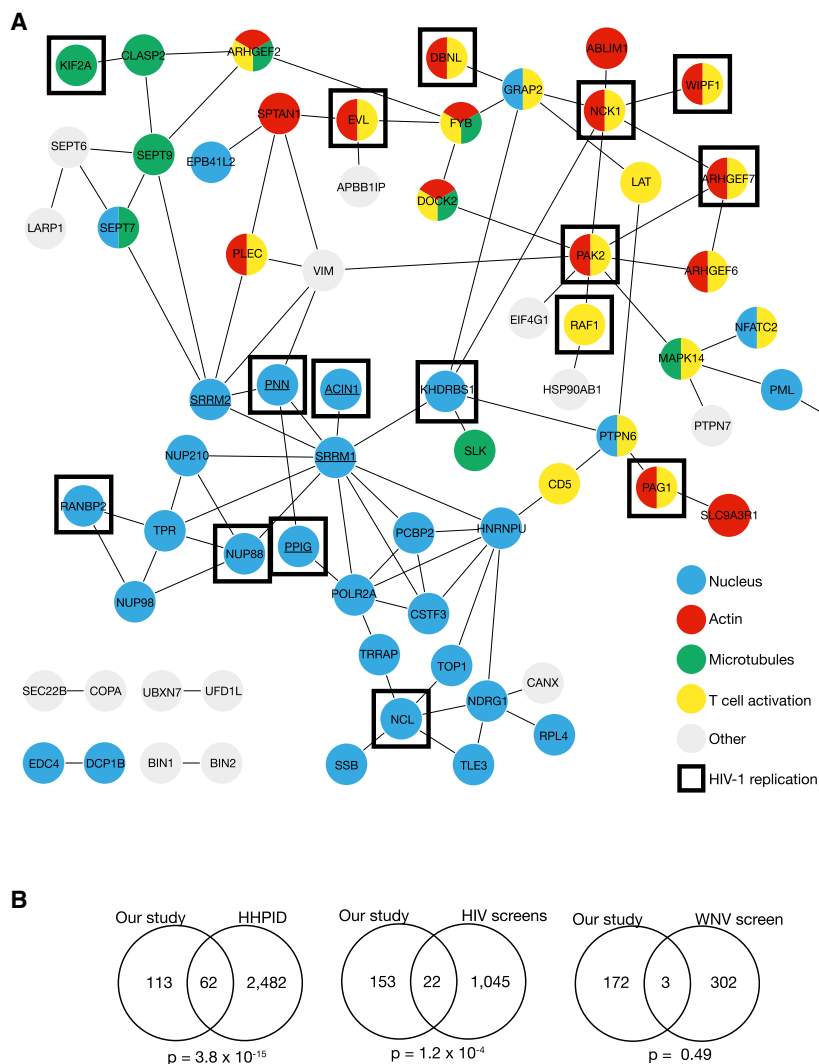 A
KIF2A
CLASP2
ARHGEF2
DBNL
ABLIM1
GRAP2
WIPF1
NCK1
SPTAN1
EVL
FYB
SEPT6
SEPT9
EPB41L2
APBB1IP
LAT
ARHGEF7
DOCK2
LARP1
SEPT7
PLEC
VIM
PAK2
ARHGEF6
EIF4G1
RAF1
NFATC2
MAPK14
HSP90AB1
PML
PNN
ACIN1
KHDRBS1
SRRM2
PTPN7
PTPN6
SLK
NUP210
SRRM1
CD5
PAG1
RANBP2
SLC9A3R1
TPR
NUP88
PPIG
PCBP2
HNRNPU
NUP98
POLR2A
CSTF3
TRRAP
TOP1
CANX
NDRG1
NCL
RPL4
SSB
TLE3
SEC22B
COPA
UBXN7
UFD1L
EDC4
DCP1B
BIN1
BIN2
Nucleus
Actin
Microtubules
T cell activation
Other
HIV-1 replication
B
Our study HHPID
113 62 2,482
p = 3.8 x 10-15
Our study HIV screens
153 22 1,045
p = 1.2 x 10-4
Our study WNV screen
172 3 302
p = 0.49